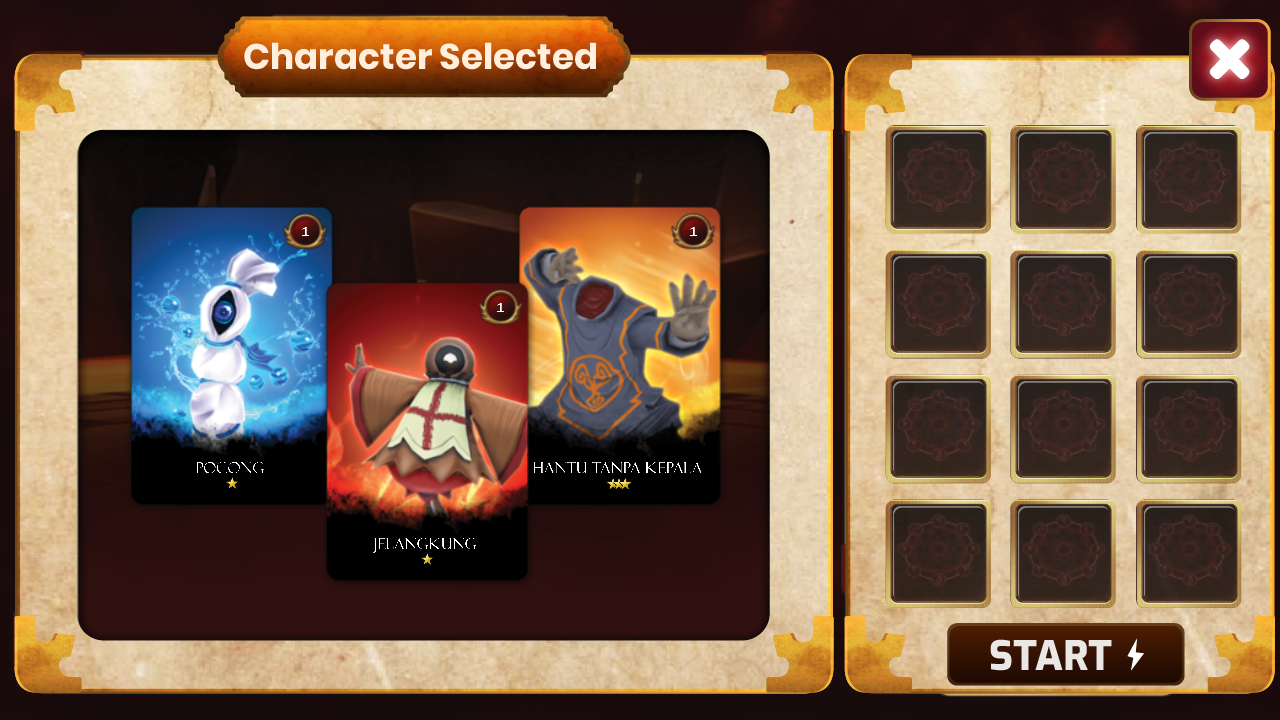 Character Selected
1
POCONG
1
JELANGKUNG
1
HANTU TANPA KEPALA
START